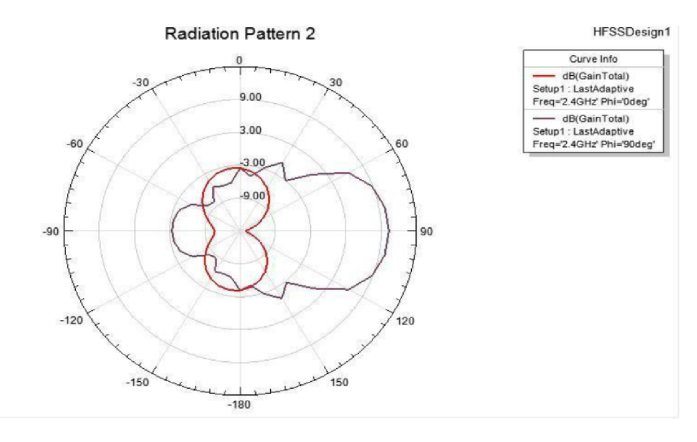 Radiation Pattern 2
HFSSDesign1
Curve Info
dB(GainTotal)
Setup1 : LastAdaptive
Freq='2.4GHz' Phi='0deg'
dB(GainTotal)
Setup1 : LastAdaptive
Freq='2.4GHz' Phi='90deg'
0
-30
30
9.00
3.00
-60
60
-3.00
-9.00
-90
90
-120
120
-150
150
-180